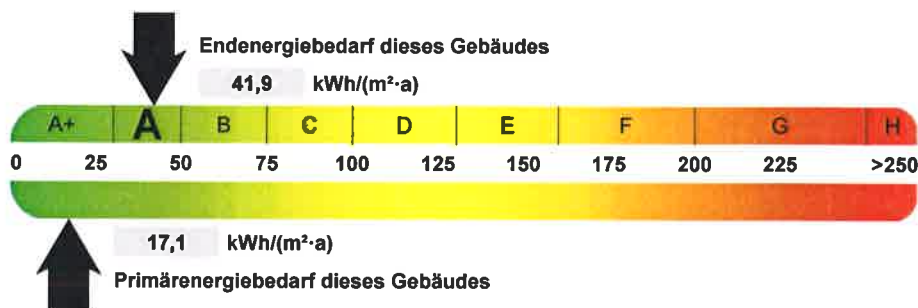 Endenergiebedarf dieses Gebäudes
41,9 kWh/(m²·a)
A+ A B C D E F G H
0 25 50 75 100 125 150 175 200 225 >250
17,1 kWh/(m²·a)
Primärenergiebedarf dieses Gebäudes